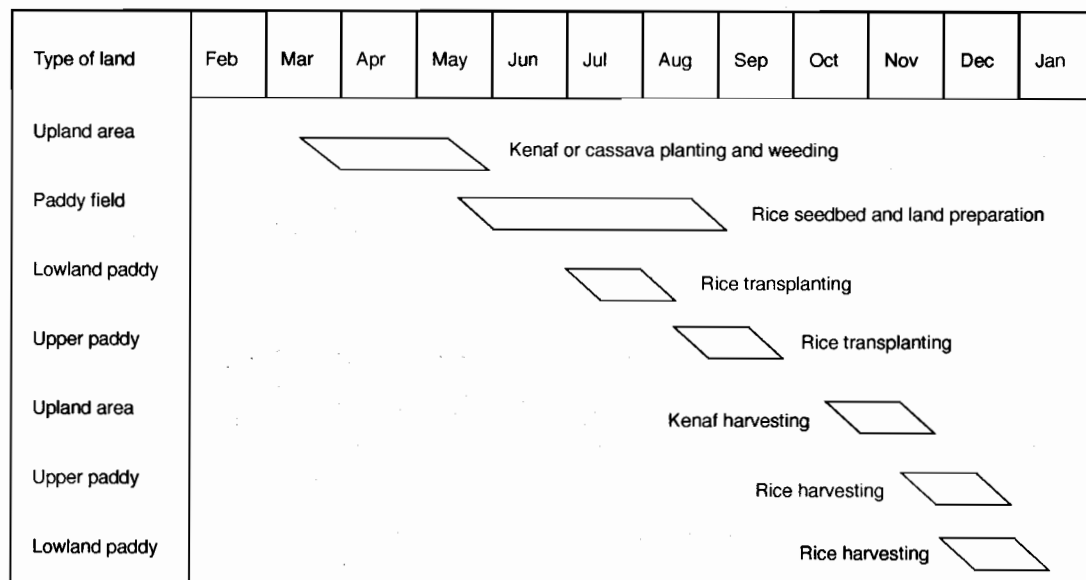 Type of land Feb Mar Apr May Jun Jul Aug Sep Oct Nov Dec Jan
Upland area Kenaf or cassava planting and weeding
Paddy field Rice seedbed and land preparation
Lowland paddy Rice transplanting
Upper paddy Rice transplanting
Upland area Kenaf harvesting
Upper paddy Rice harvesting
Lowland paddy Rice harvesting